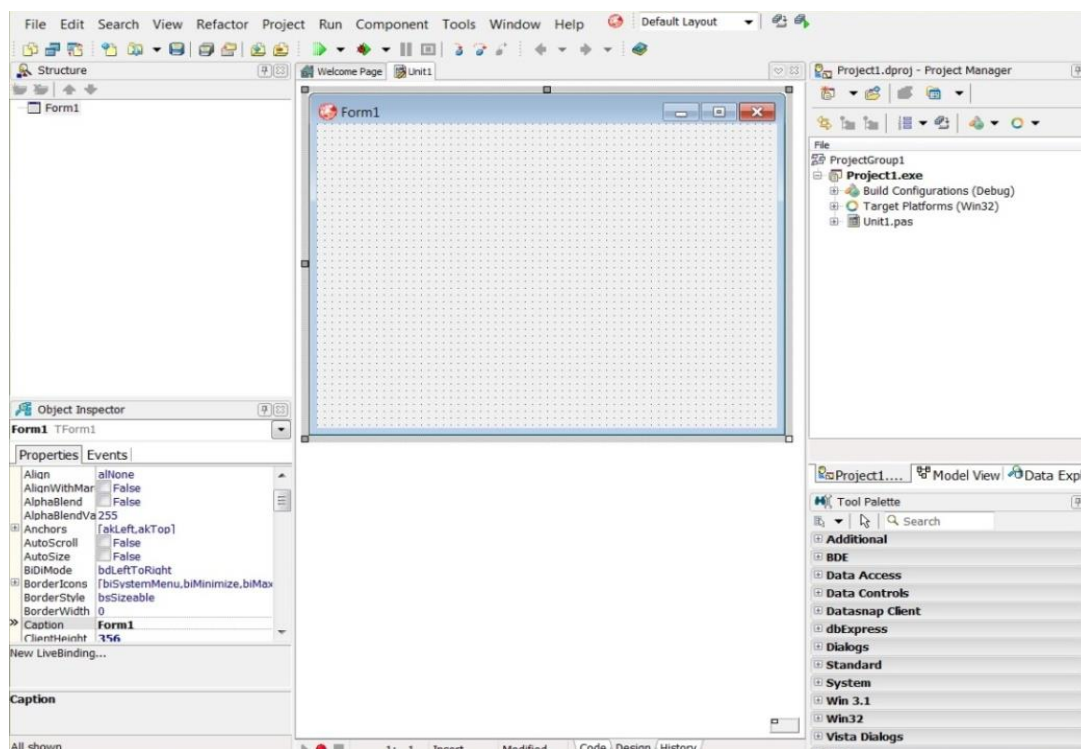 File Edit Search View Refactor Project Run Component Tools Window Help Default Layout
Structure
Form1
Welcome Page Unit1
Form1
Project1.dproj - Project Manager
File
ProjectGroup1
Project1.exe
Build Configurations (Debug)
Target Platforms (Win32)
Unit1.pas
Object Inspector
Form1 TForm1
Properties Events
Align alNone
AlignWithMar False
AlphaBlend False
AlphaBlendVa 255
Anchors [akLeft,akTop]
AutoScroll False
AutoSize False
BiDiMode bdLeftToRight
BorderIcons [biSystemMenu,biMinimize,biMax
BorderStyle bsSizeable
BorderWidth 0
Caption Form1
ClientHeight 356
New LiveBinding...
Caption
All shown
1: 1 Insert Modified Code Design History
Project1.... Model View Data Expl
Tool Palette
Search
Additional
BDE
Data Access
Data Controls
Datasnap Client
dbExpress
Dialogs
Standard
System
Win 3.1
Win32
Vista Dialogs